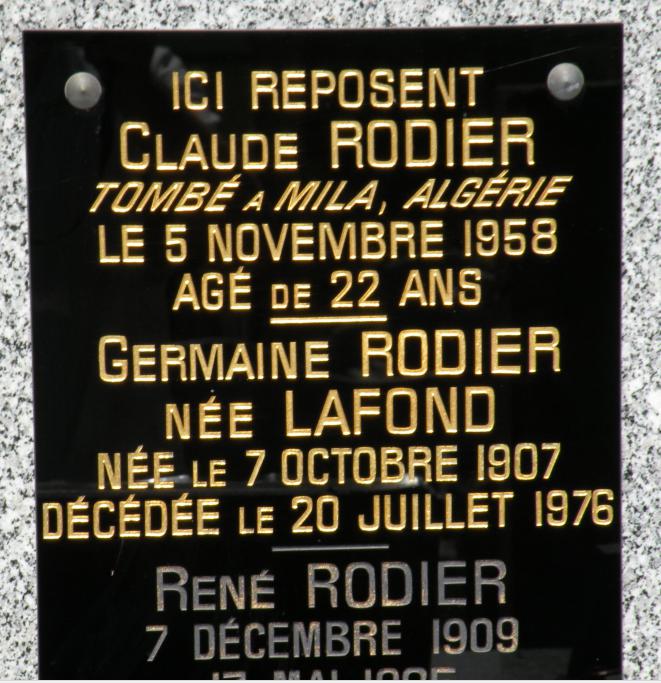 ICI REPOSENT
CLAUDE RODIER
TOMBÉ A MILA, ALGÉRIE
LE 5 NOVEMBRE 1958
AGÉ DE 22 ANS
GERMAINE RODIER
NÉE LAFOND
NÉE LE 7 OCTOBRE 1907
DÉCÉDÉE LE 20 JUILLET 1976
RENÉ RODIER
7 DÉCEMBRE 1909
MAI